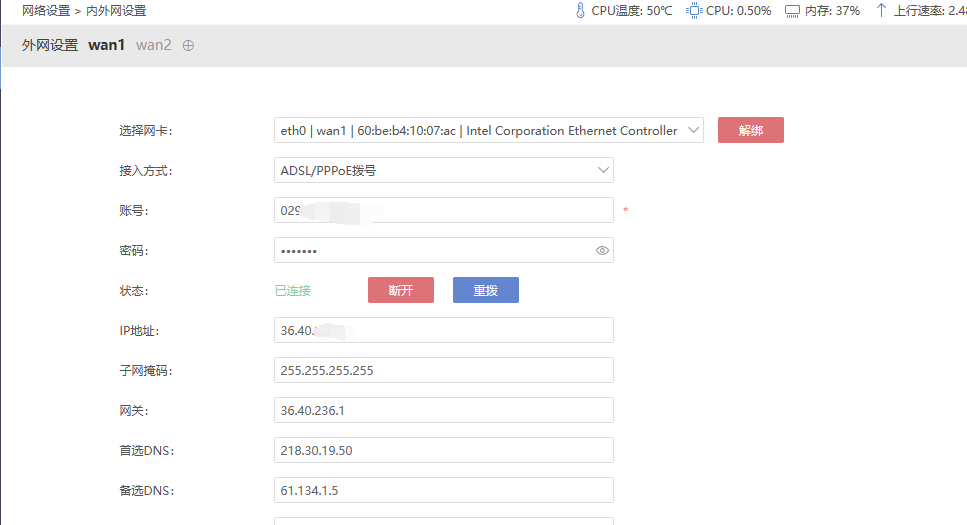 网络设置 > 内外网设置 CPU温度: 50℃ CPU: 0.50% 内存: 37% 上行速率: 2.48
外网设置 wan1 wan2
选择网卡: eth0 | wan1 | 60:be:b4:10:07:ac | Intel Corporation Ethernet Controller 解绑
接入方式: ADSL/PPPoE拨号
账号: 029 *
密码: •••••••
状态: 已连接 断开 重拨
IP地址: 36.40.
子网掩码: 255.255.255.255
网关: 36.40.236.1
首选DNS: 218.30.19.50
备选DNS: 61.134.1.5